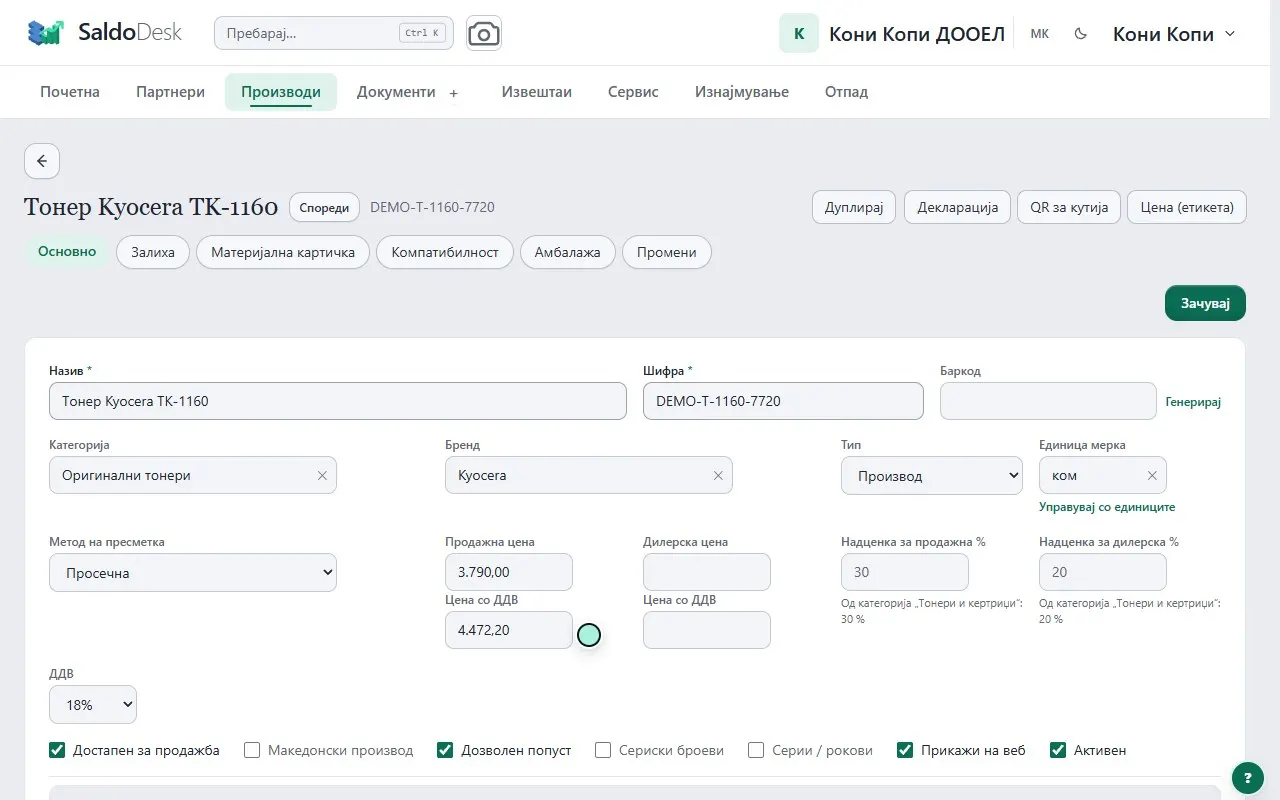 SaldoDesk
Пребарај...
Ctrl K
К
Кони Копи ДООЕЛ
МК
Кони Копи
Почетна
Партнери
Производи
Документи +
Извештаи
Сервис
Изнајмување
Отпад
Тонер Kyocera TK-1160
Спореди
DEMO-T-1160-7720
Дуплирај
Декларација
QR за кутија
Цена (етикета)
Основно
Залиха
Материјална картичка
Компатибилност
Амбалажа
Промени
Зачувај
Назив *
Шифра *
Баркод
Тонер Kyocera TK-1160
DEMO-T-1160-7720
Генерирај
Категорија
Бренд
Тип
Единица мерка
Оригинални тонери
Kyocera
Производ
ком
Управувај со единиците
Метод на пресметка
Продажна цена
Дилерска цена
Надценка за продажна %
Надценка за дилерска %
Просечна
3.790,00
30
20
Цена со ДДВ
Цена со ДДВ
Од категорија „Тонери и кертриџи“:
30 %
Од категорија „Тонери и кертриџи“:
20 %
4.472,20
ДДВ
18%
Достапен за продажба
Македонски производ
Дозволен попуст
Сериски броеви
Серии / рокови
Прикажи на веб
Активен
?